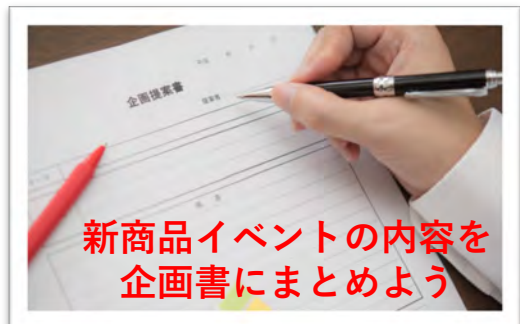 企画提案書
新商品イベントの内容を
企画書にまとめよう